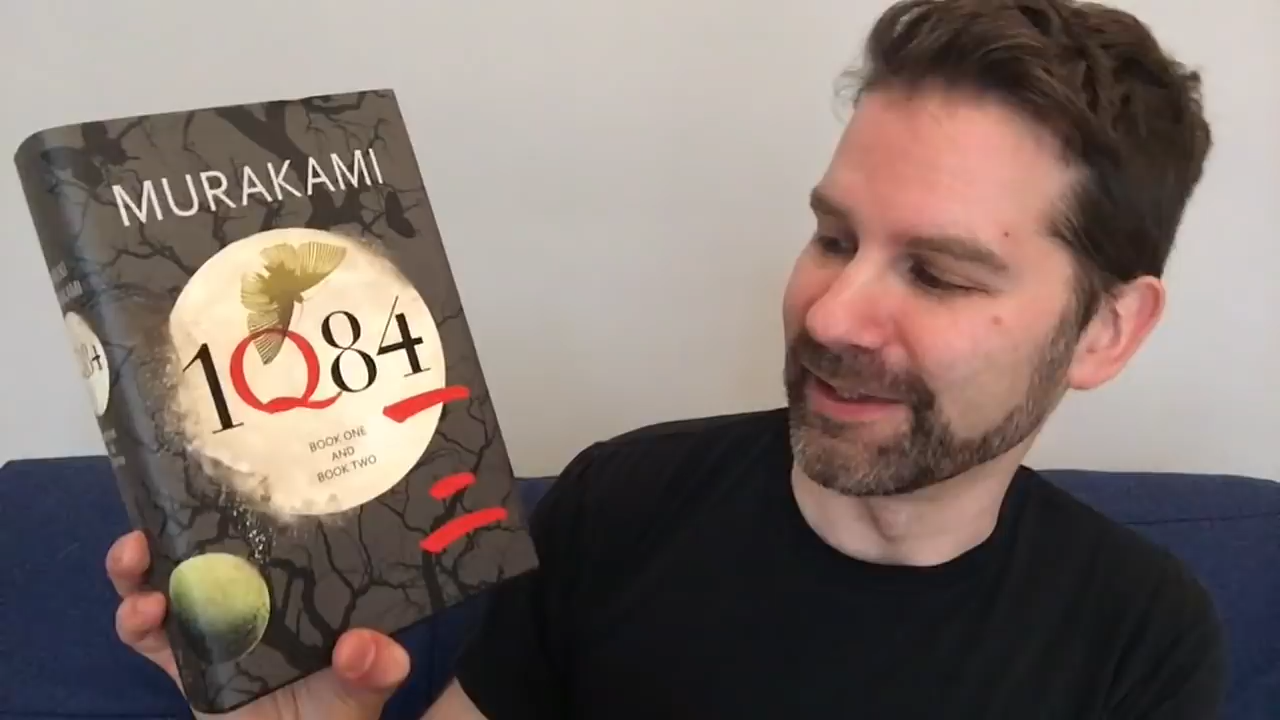 MURAKAMI
1Q84
BOOK ONE
AND
BOOK TWO